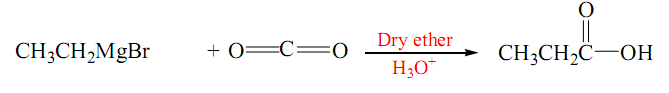 O
CH₃CH₂MgBr + O=C=O Dry ether CH₃CH₂C—OH
H₃O⁺